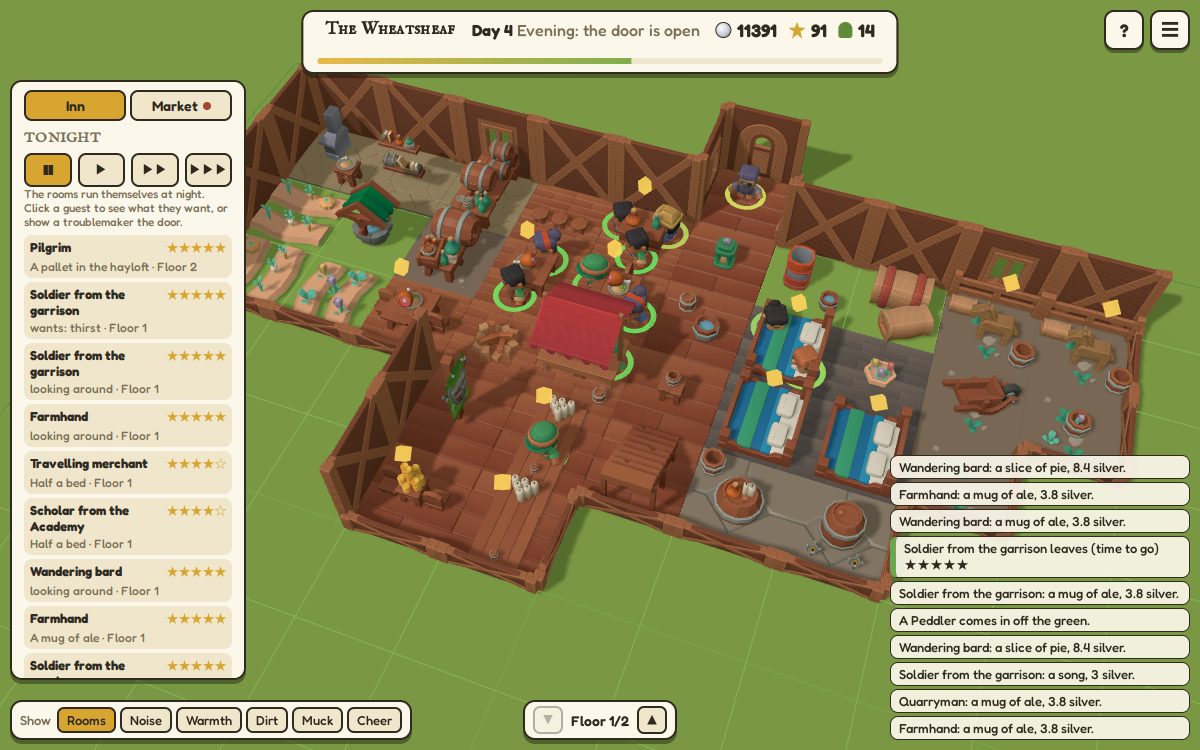 The Wheatsheaf Day 4 Evening: the door is open 11391 91 14
?
Inn Market
TONIGHT
The rooms run themselves at night.
Click a guest to see what they want, or
show a troublemaker the door.
Pilgrim ★★★★★
A pallet in the hayloft · Floor 2
Soldier from the
garrison ★★★★★
wants: thirst · Floor 1
Soldier from the
garrison ★★★★★
looking around · Floor 1
Farmhand ★★★★★
looking around · Floor 1
Travelling merchant ★★★★☆
Half a bed · Floor 1
Scholar from the
Academy ★★★★☆
Half a bed · Floor 1
Wandering bard ★★★★★
looking around · Floor 1
Farmhand ★★★★★
A mug of ale · Floor 1
Soldier from the ★★★★★
Wandering bard: a slice of pie, 8.4 silver.
Farmhand: a mug of ale, 3.8 silver.
Wandering bard: a mug of ale, 3.8 silver.
Soldier from the garrison leaves (time to go)
★★★★★
Soldier from the garrison: a mug of ale, 3.8 silver.
A Peddler comes in off the green.
Wandering bard: a slice of pie, 8.4 silver.
Soldier from the garrison: a song, 3 silver.
Quarryman: a mug of ale, 3.8 silver.
Farmhand: a mug of ale, 3.8 silver.
Show Rooms Noise Warmth Dirt Muck Cheer
▼ Floor 1/2 ▲